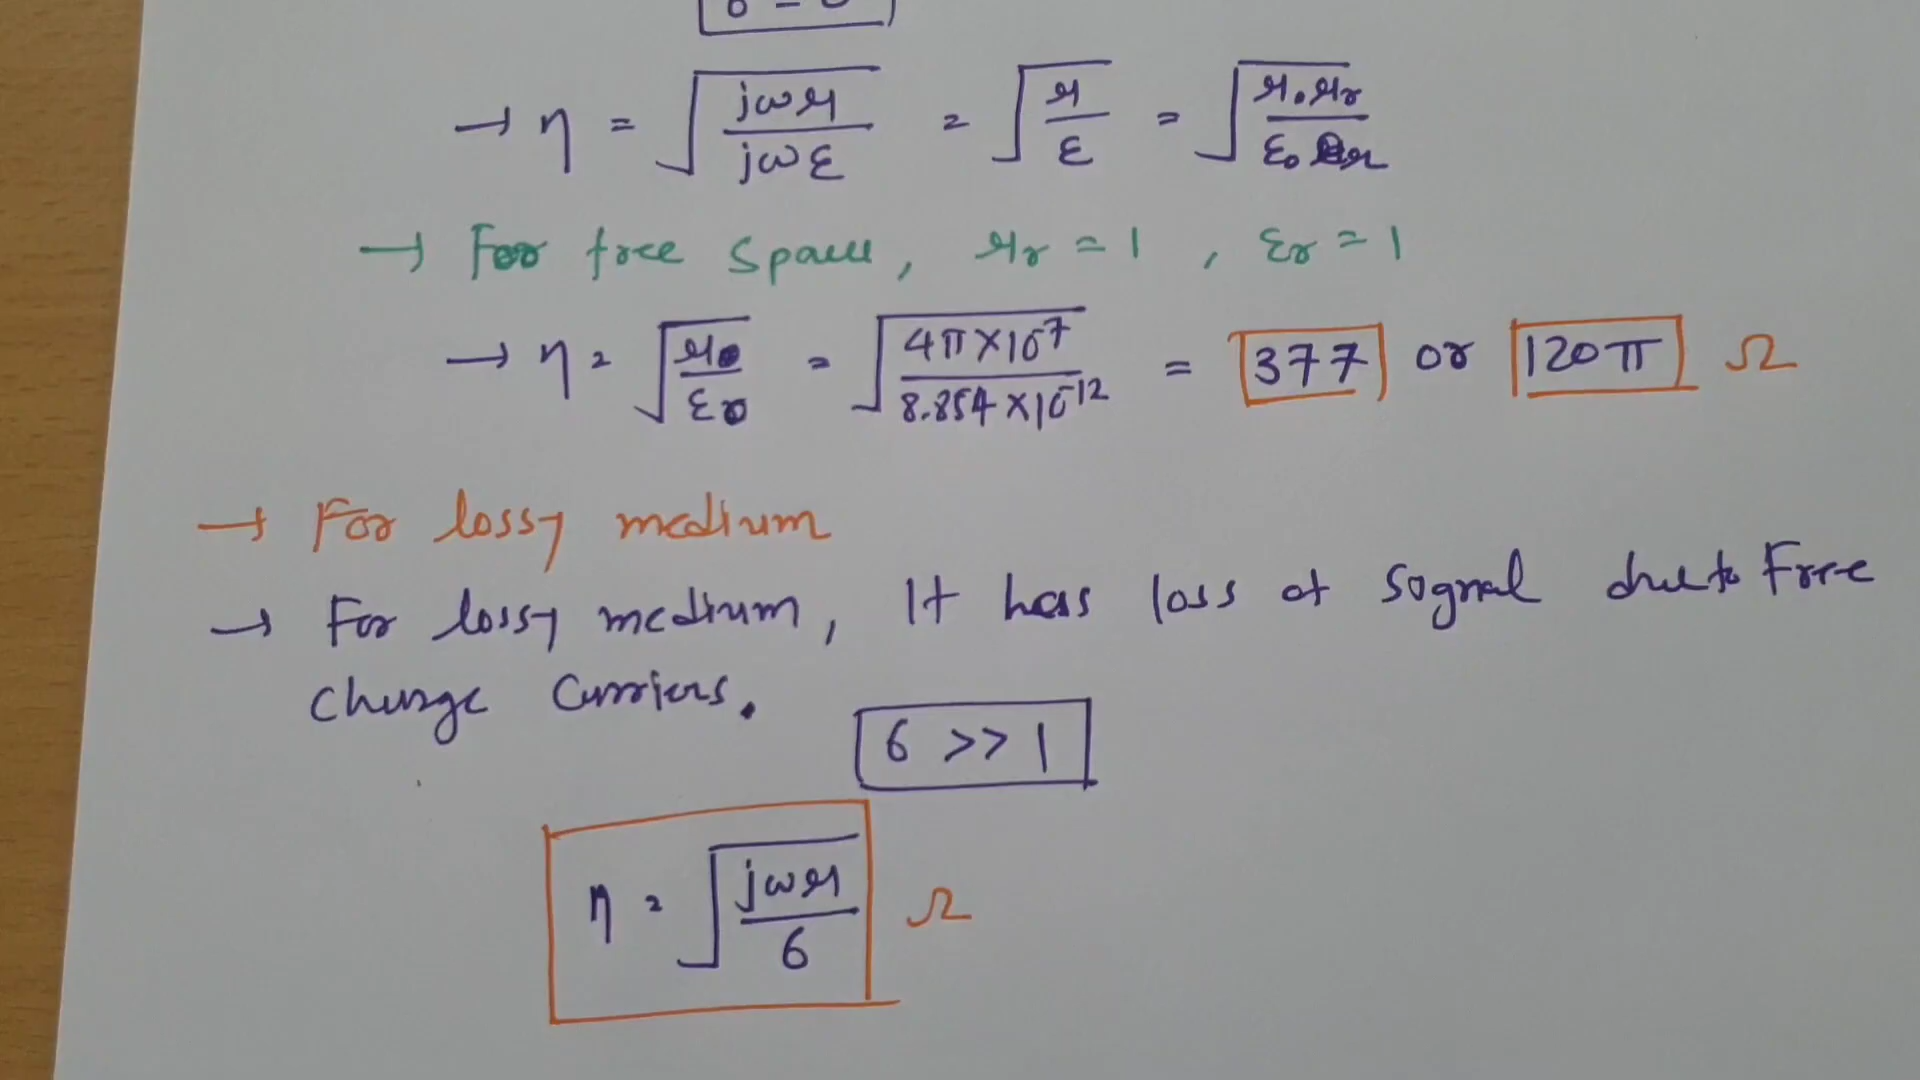 σ = 0
→ η = √(jωμ / jωε) = √(μ / ε) = √(μ₀μr / ε₀εr)
→ For free space, μr = 1, εr = 1
→ η = √(μ₀ / ε₀) = √(4π×10⁻⁷ / 8.854×10⁻¹²) = 377 or 120π Ω
→ For lossy medium
→ For lossy medium, It has loss of signal due to Free
charge carriers.
σ >> 1
η = √(jωμ / σ) Ω